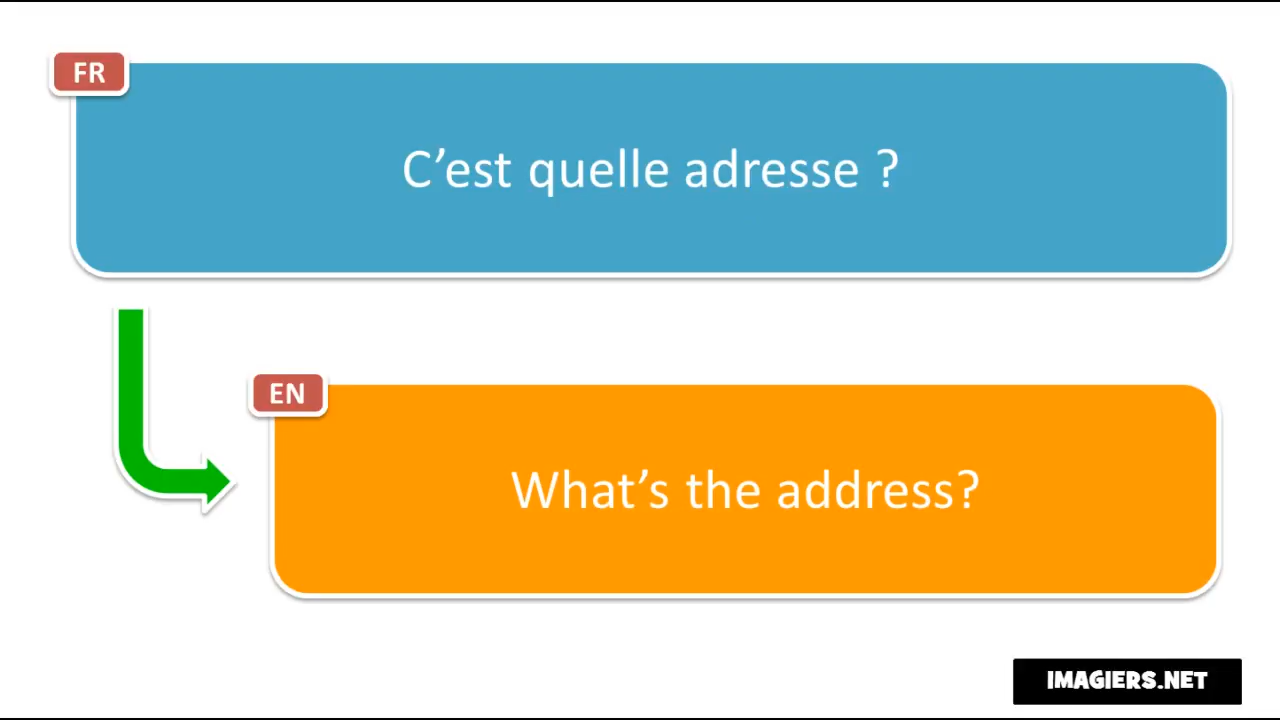 FR
C’est quelle adresse ?
EN
What’s the address?
IMAGIERS.NET